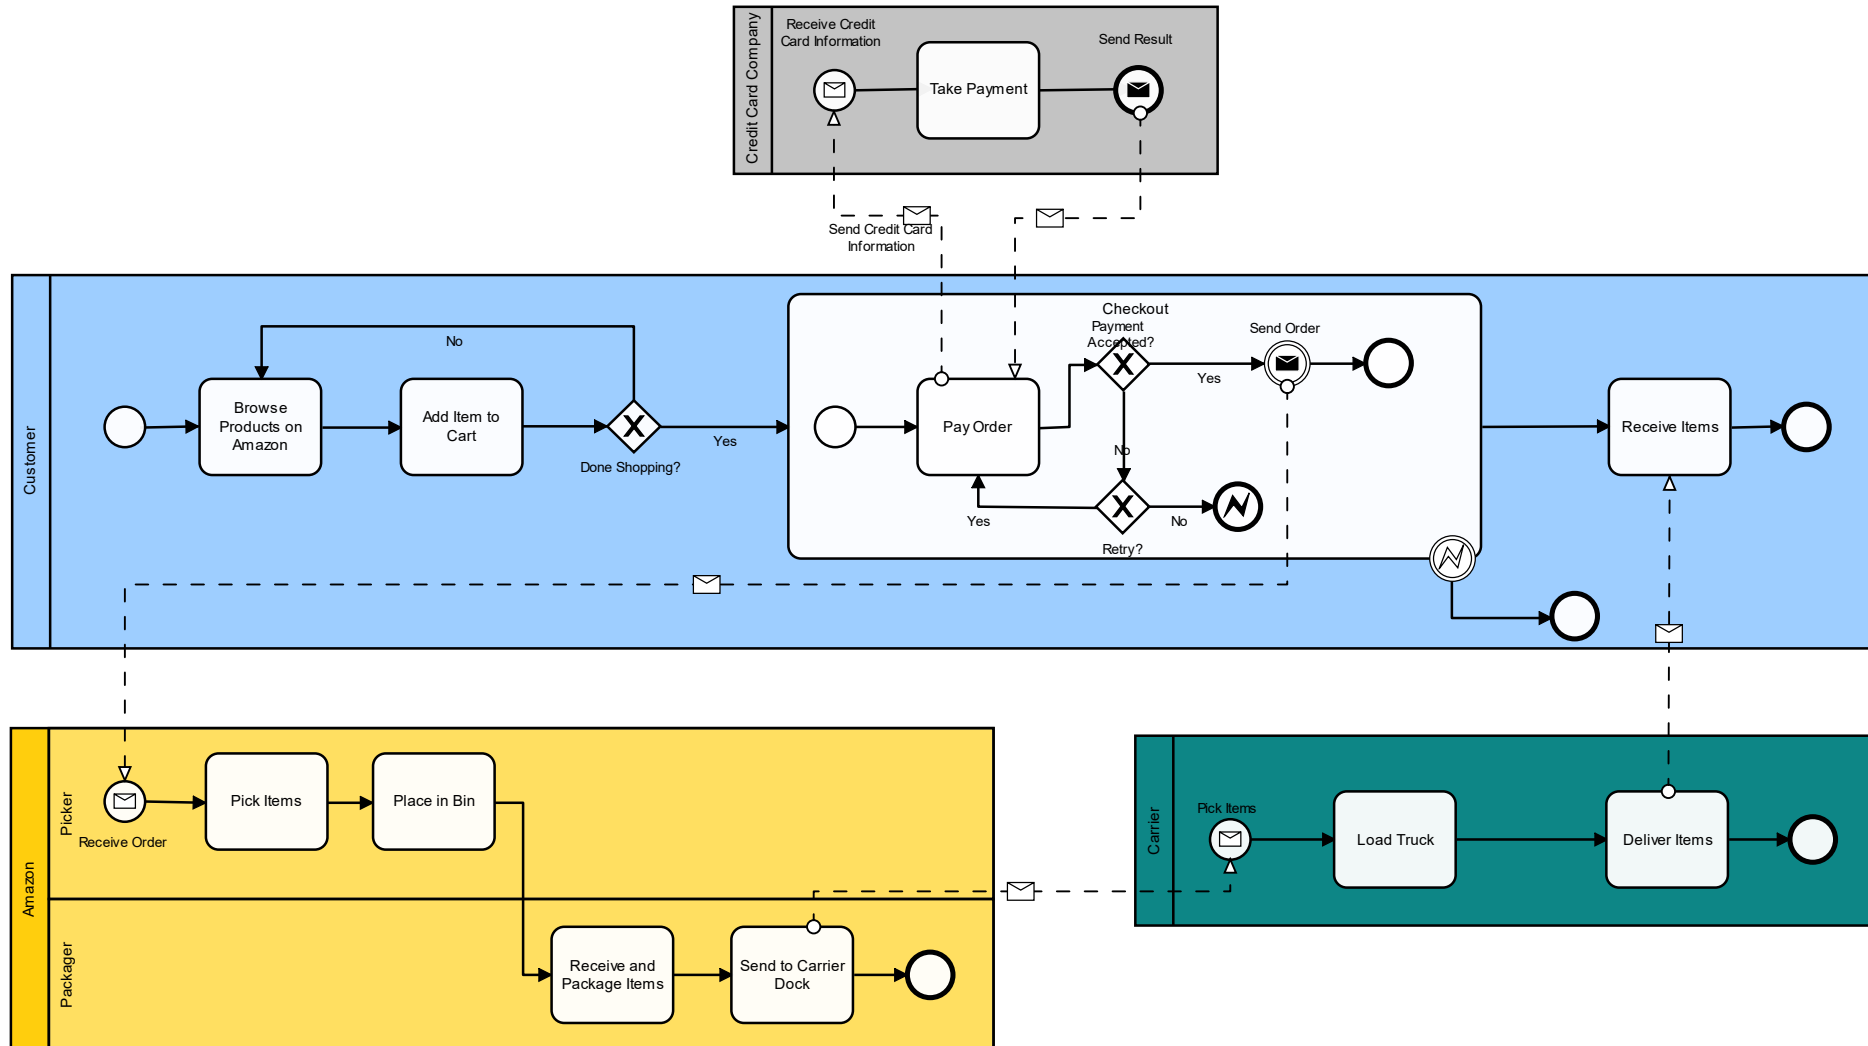 Credit Card Company
Receive Credit
Card Information
Take Payment
Send Result
Send Credit Card
Information
Customer
No
Browse
Products on
Amazon
Add Item to
Cart
Done Shopping?
Yes
Checkout
Pay Order
Payment
Accepted?
Yes
Send Order
No
Yes
Retry?
No
Receive Items
Amazon
Picker
Receive Order
Pick Items
Place in Bin
Packager
Receive and
Package Items
Send to Carrier
Dock
Carrier
Pick Items
Load Truck
Deliver Items